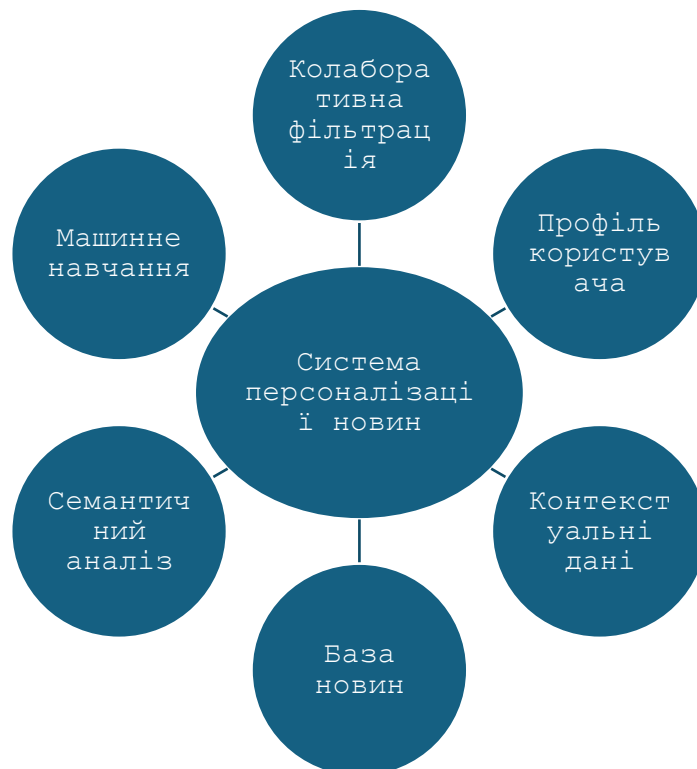 Колабора
тивна
фільтрац
ія
Машинне
навчання
Профіль
користув
ача
Система
персоналізаці
ї новин
Семантич
ний
аналіз
Контекст
уальні
дані
База
новин